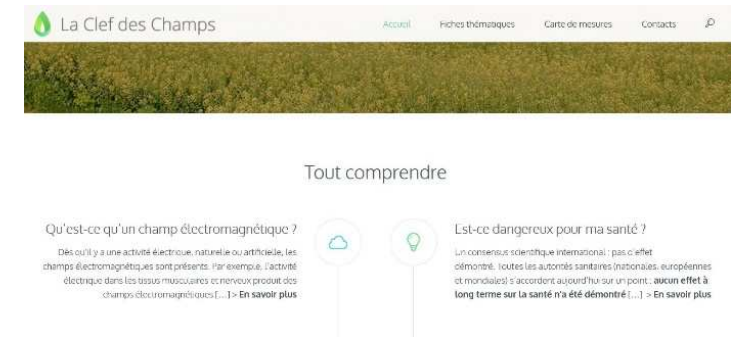 La Clef des Champs
Accueil Fiches thématiques Carte de mesures Contacts
Tout comprendre
Qu'est-ce qu'un champ électromagnétique ?
Dès qu'il y a une activité électrique, naturelle ou artificielle, les
champs électromagnétiques sont présents. Par exemple, l'activité
électrique dans les tissus musculaires et nerveux produit des
champs électromagnétiques [...] > En savoir plus
Est-ce dangereux pour ma santé ?
Un consensus scientifique international : pas d'effet
démontré. Toutes les autorités sanitaires (nationales, européennes
et mondiales) s'accordent aujourd'hui sur un point : aucun effet à
long terme sur la santé n'a été démontré [...] > En savoir plus